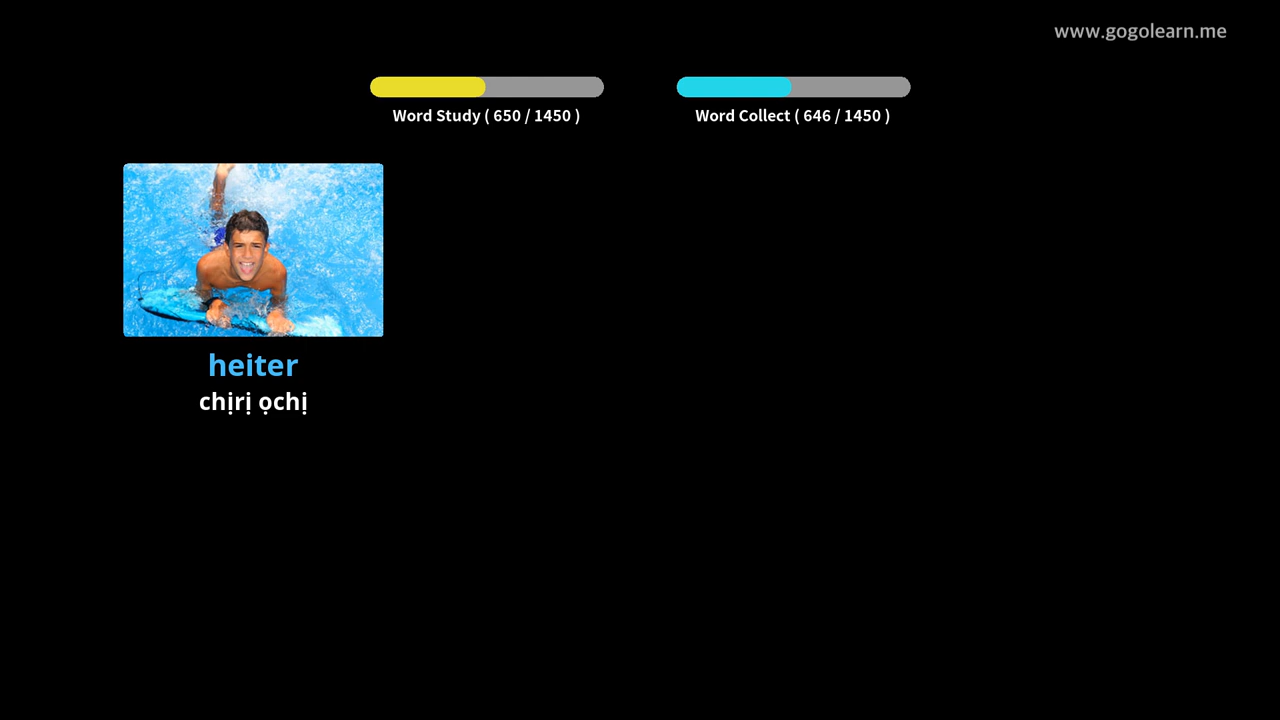 www.gogolearn.me
Word Study ( 650 / 1450 )
Word Collect ( 646 / 1450 )
heiter
chịrị ọchị